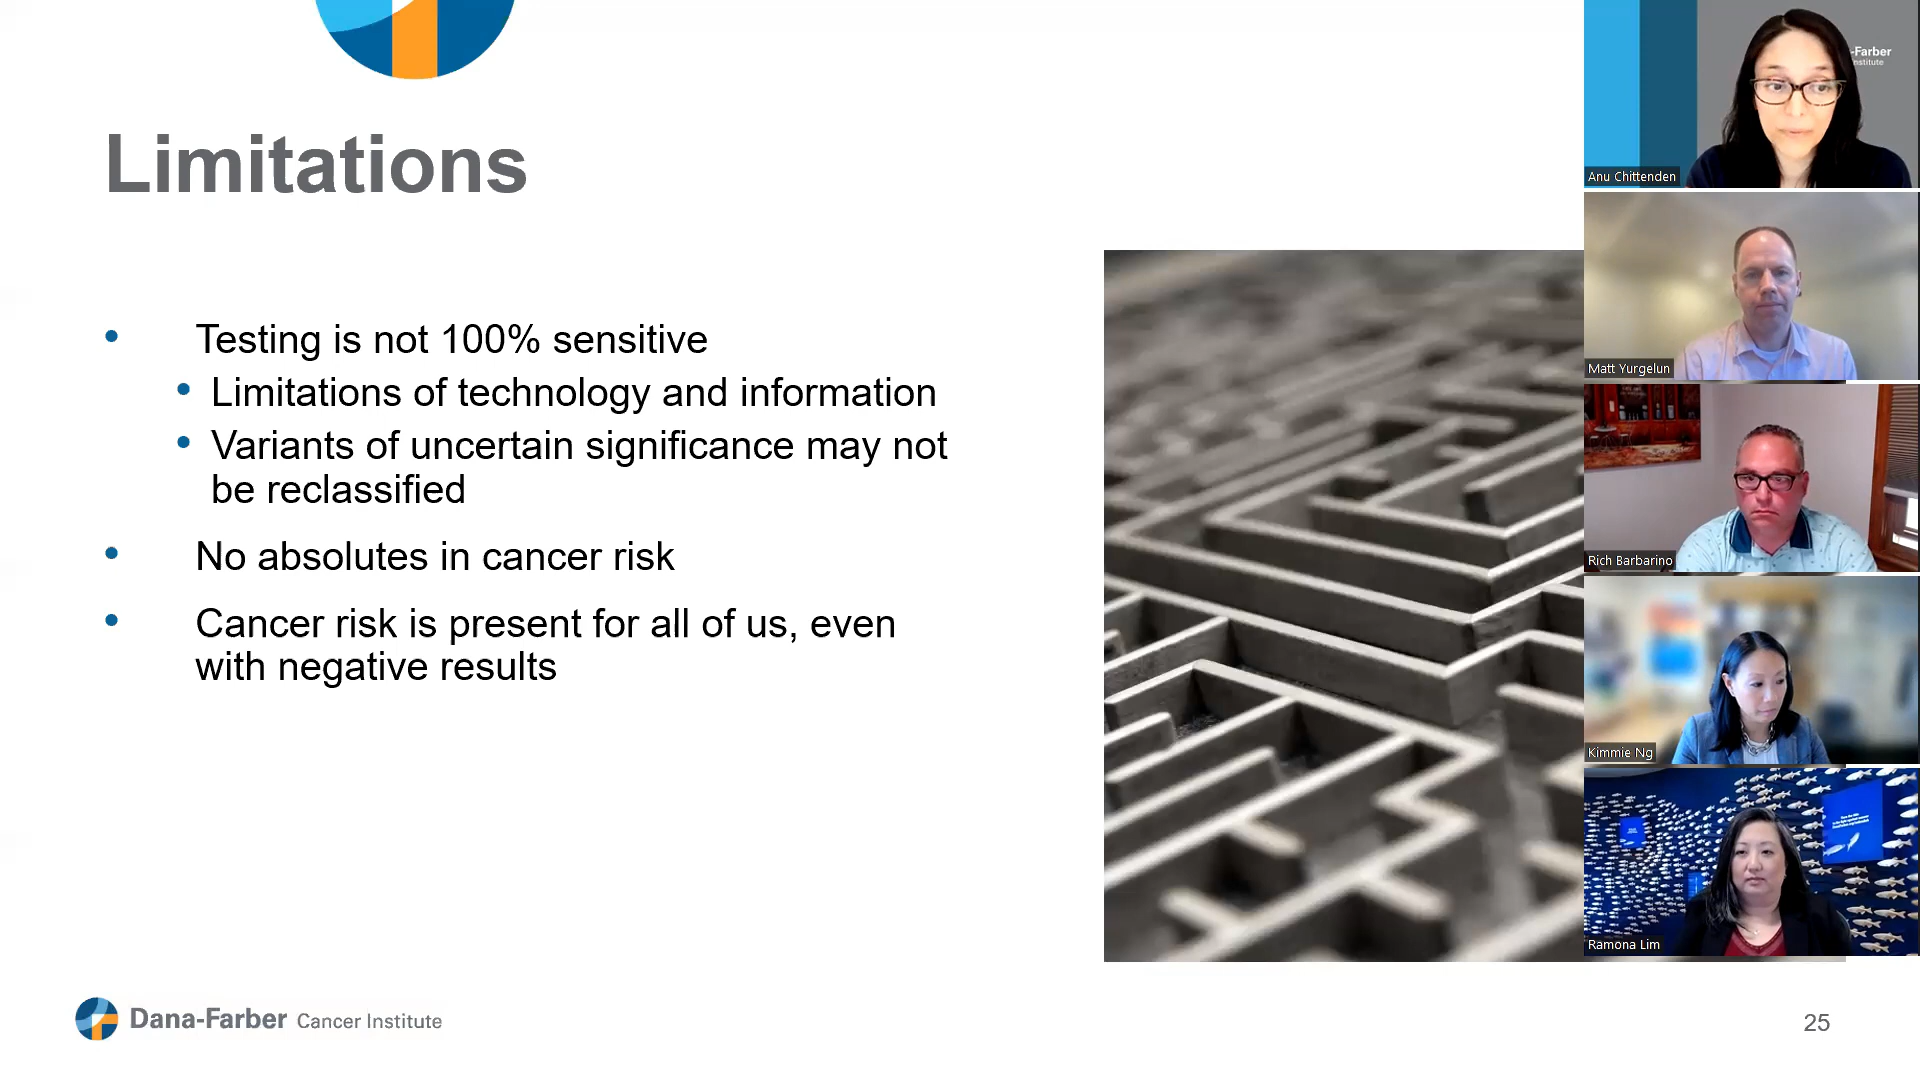 Limitations
• Testing is not 100% sensitive
• Limitations of technology and information
• Variants of uncertain significance may not
be reclassified
• No absolutes in cancer risk
• Cancer risk is present for all of us, even
with negative results
Dana-Farber Cancer Institute
25
-Farber
nstitute
Anu Chittenden
Matt Yurgelun
Rich Barbarino
Kimmie Ng
Ramona Lim